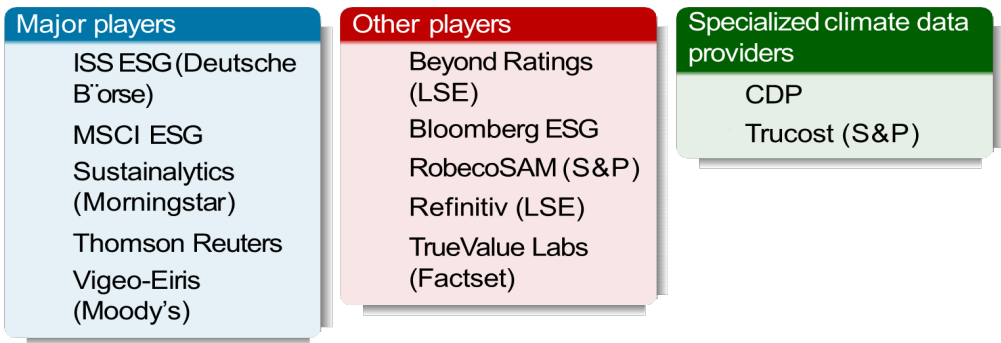 Major players
ISS ESG (Deutsche
B¨orse)
MSCI ESG
Sustainalytics
(Morningstar)
Thomson Reuters
Vigeo-Eiris
(Moody’s)
Other players
Beyond Ratings
(LSE)
Bloomberg ESG
RobecoSAM (S&P)
Refinitiv (LSE)
TrueValue Labs
(Factset)
Specialized climate data
providers
CDP
Trucost (S&P)